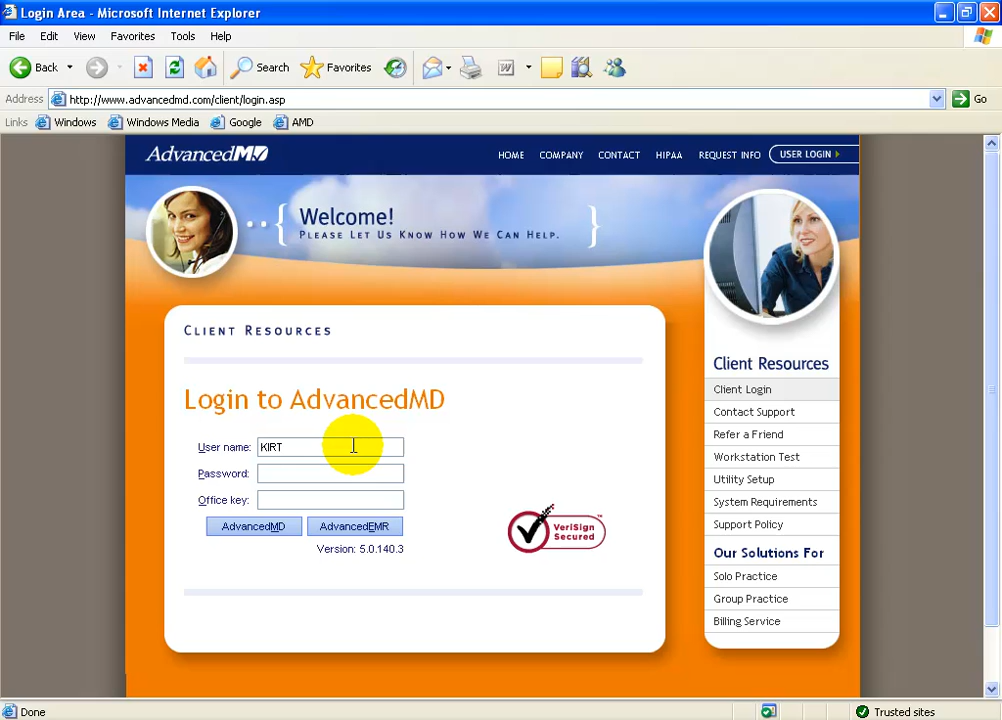 Login Area - Microsoft Internet Explorer
File Edit View Favorites Tools Help
Back Search Favorites
Address http://www.advancedmd.com/client/login.asp Go
Links Windows Windows Media Google AMD
AdvancedMD HOME COMPANY CONTACT HIPAA REQUEST INFO USER LOGIN
Welcome!
PLEASE LET US KNOW HOW WE CAN HELP.
CLIENT RESOURCES
Login to AdvancedMD
User name: KIRT
Password:
Office key:
AdvancedMD AdvancedEMR
Version: 5.0.140.3
VeriSign
Secured
™
Client Resources
Client Login
Contact Support
Refer a Friend
Workstation Test
Utility Setup
System Requirements
Support Policy
Our Solutions For
Solo Practice
Group Practice
Billing Service
Done Trusted sites